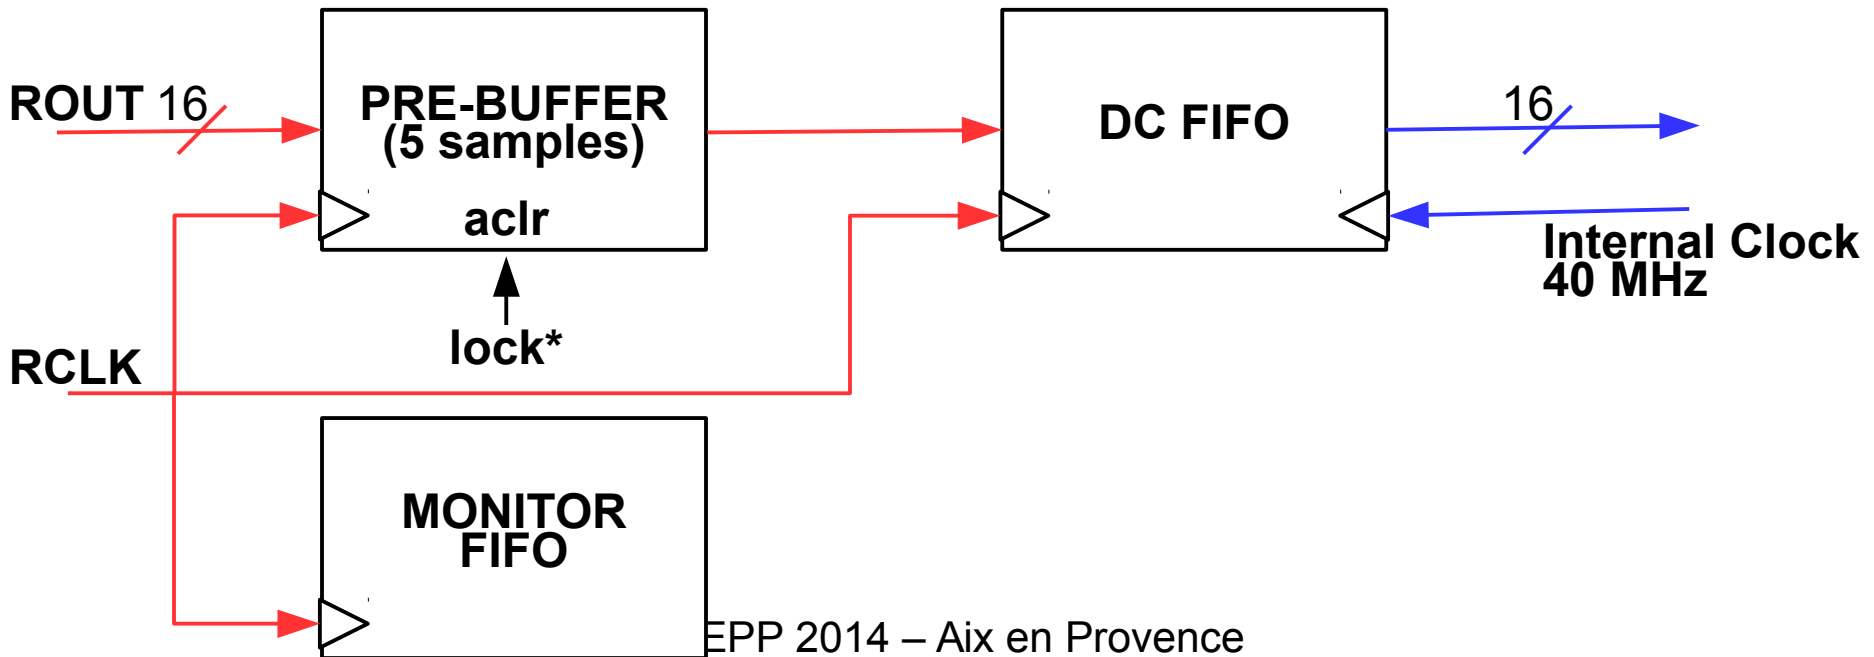 ROUT 16
PRE-BUFFER
(5 samples)
aclr
lock*
DC FIFO
16
Internal Clock
40 MHz
RCLK
MONITOR
FIFO
EPP 2014 – Aix en Provence